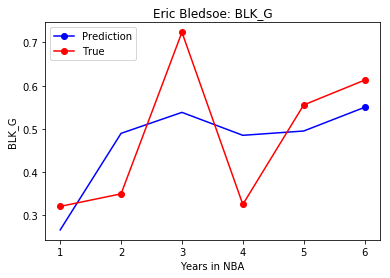 Eric Bledsoe: BLK_G
Prediction
True
BLK_G
0.7
0.6
0.5
0.4
0.3
1 2 3 4 5 6
Years in NBA